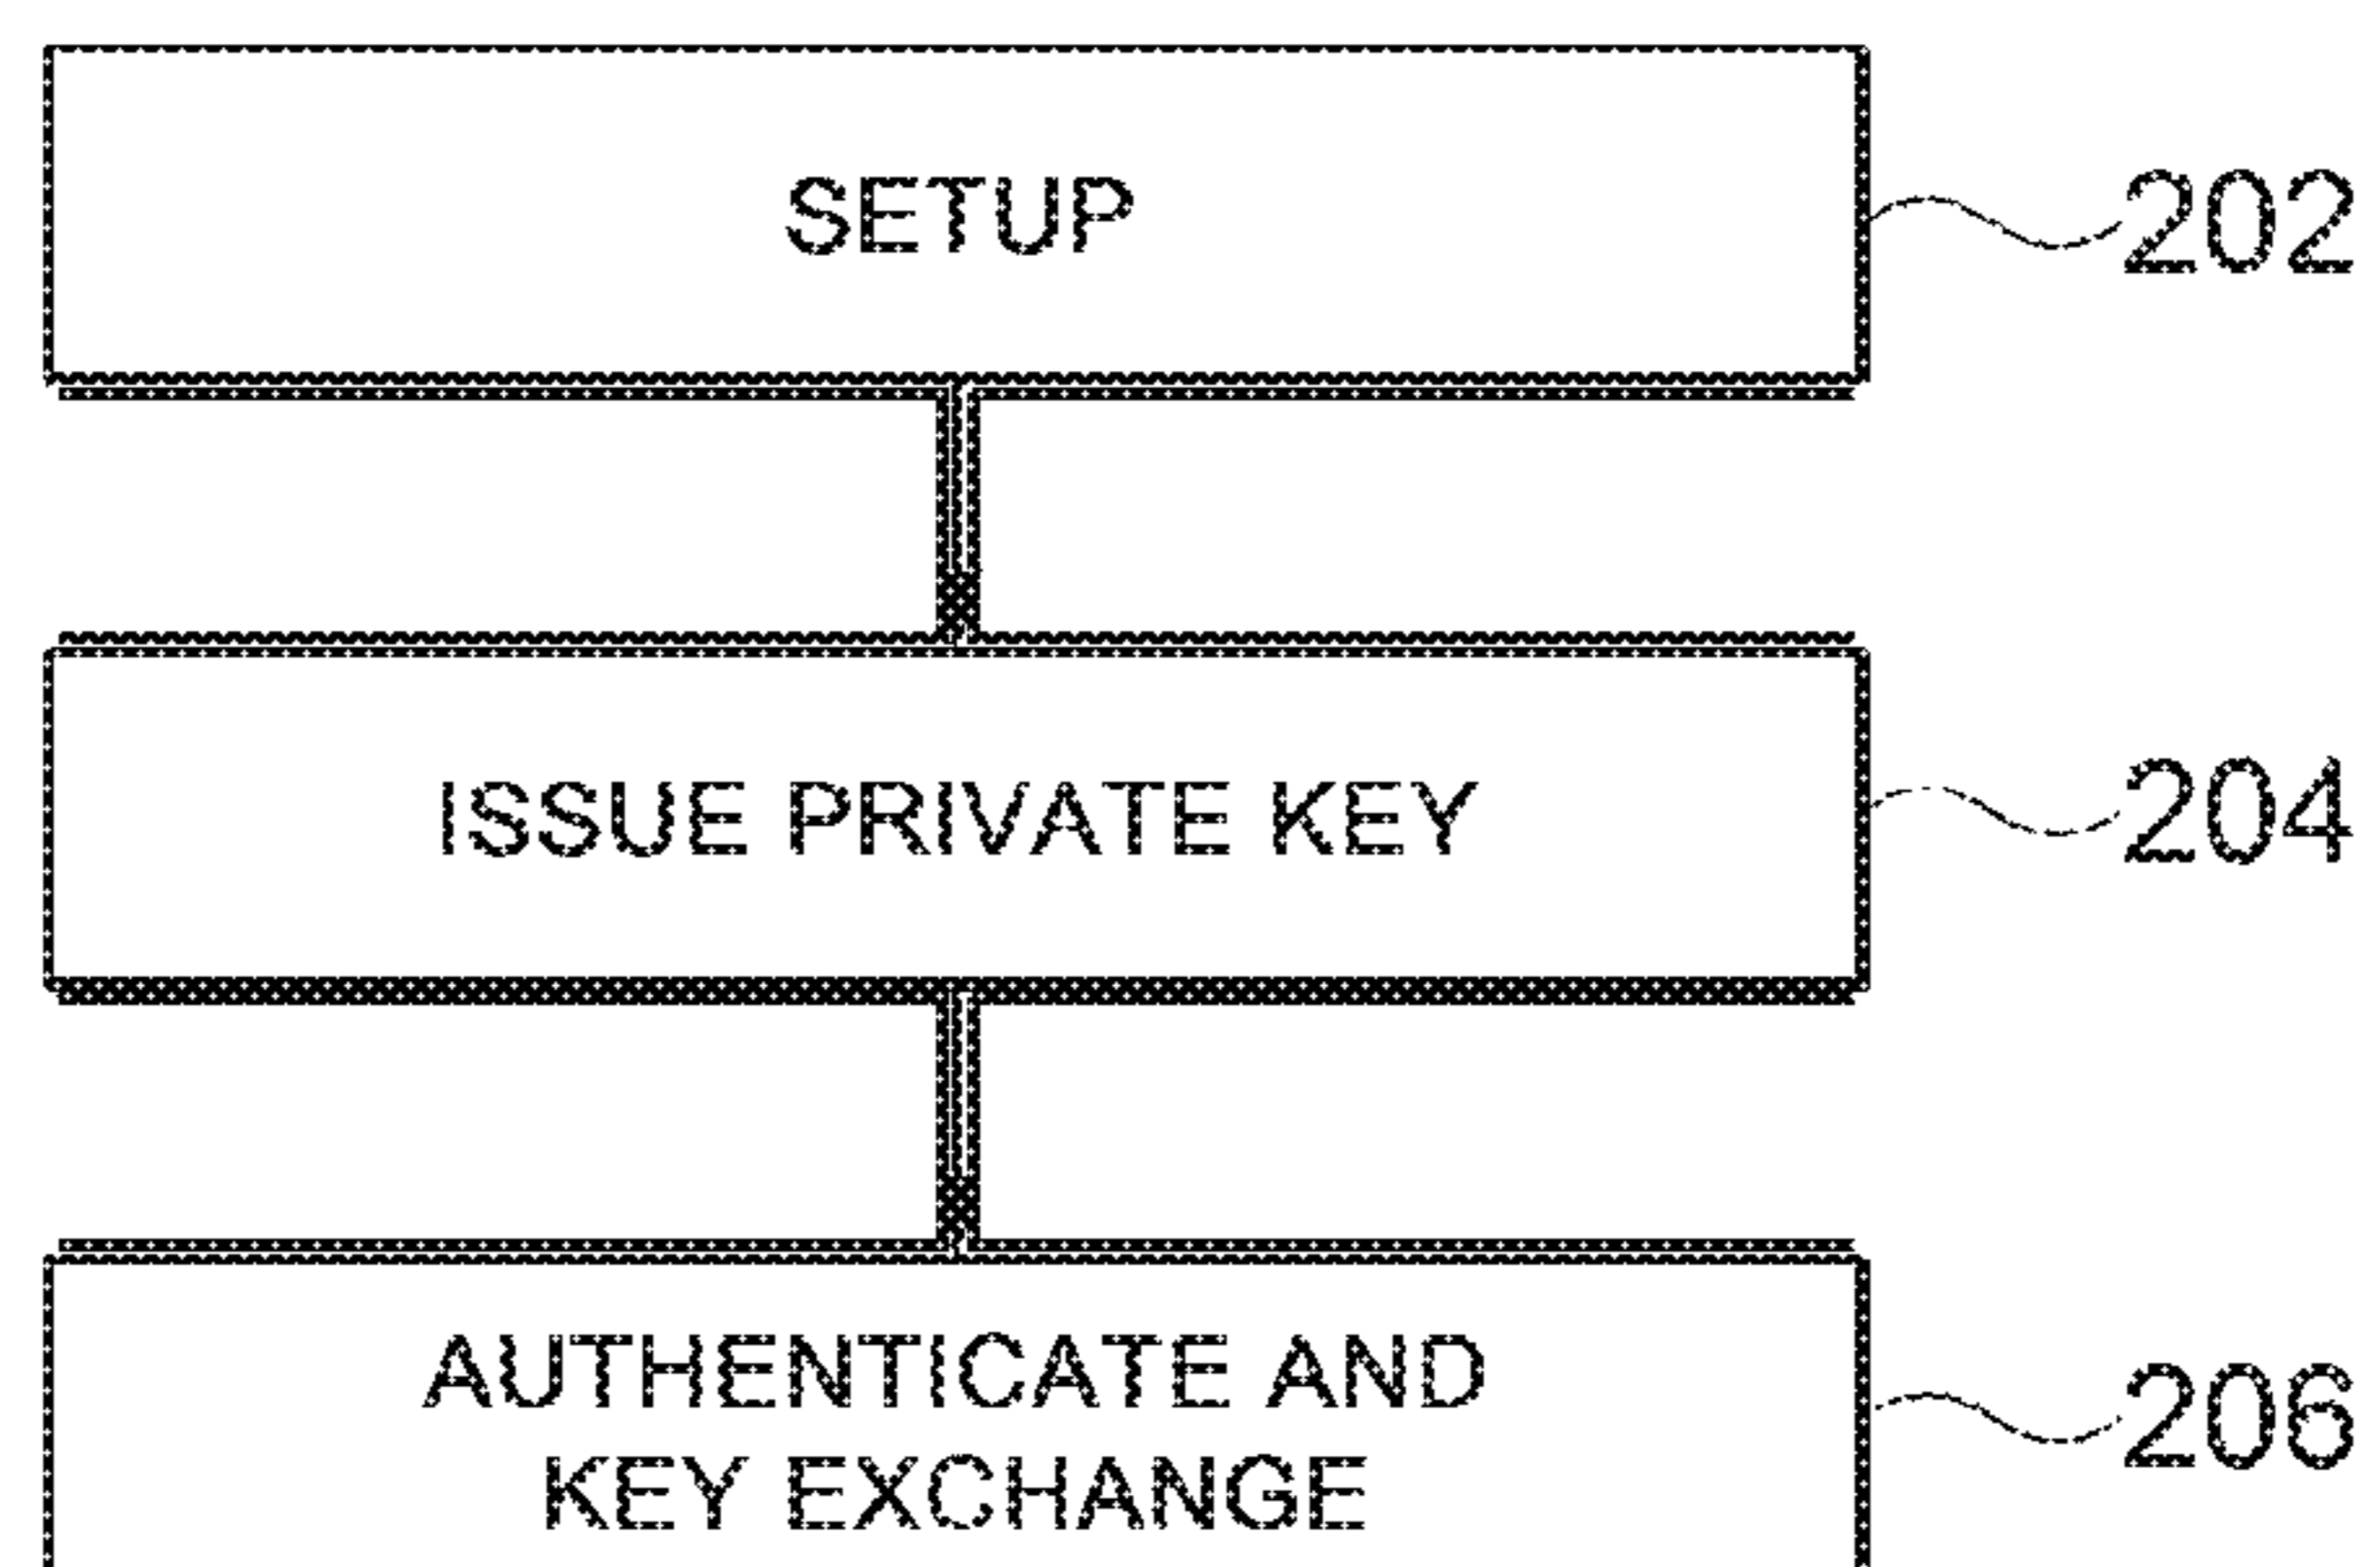 SETUP
202
ISSUE PRIVATE KEY
204
AUTHENTICATE AND
KEY EXCHANGE
206